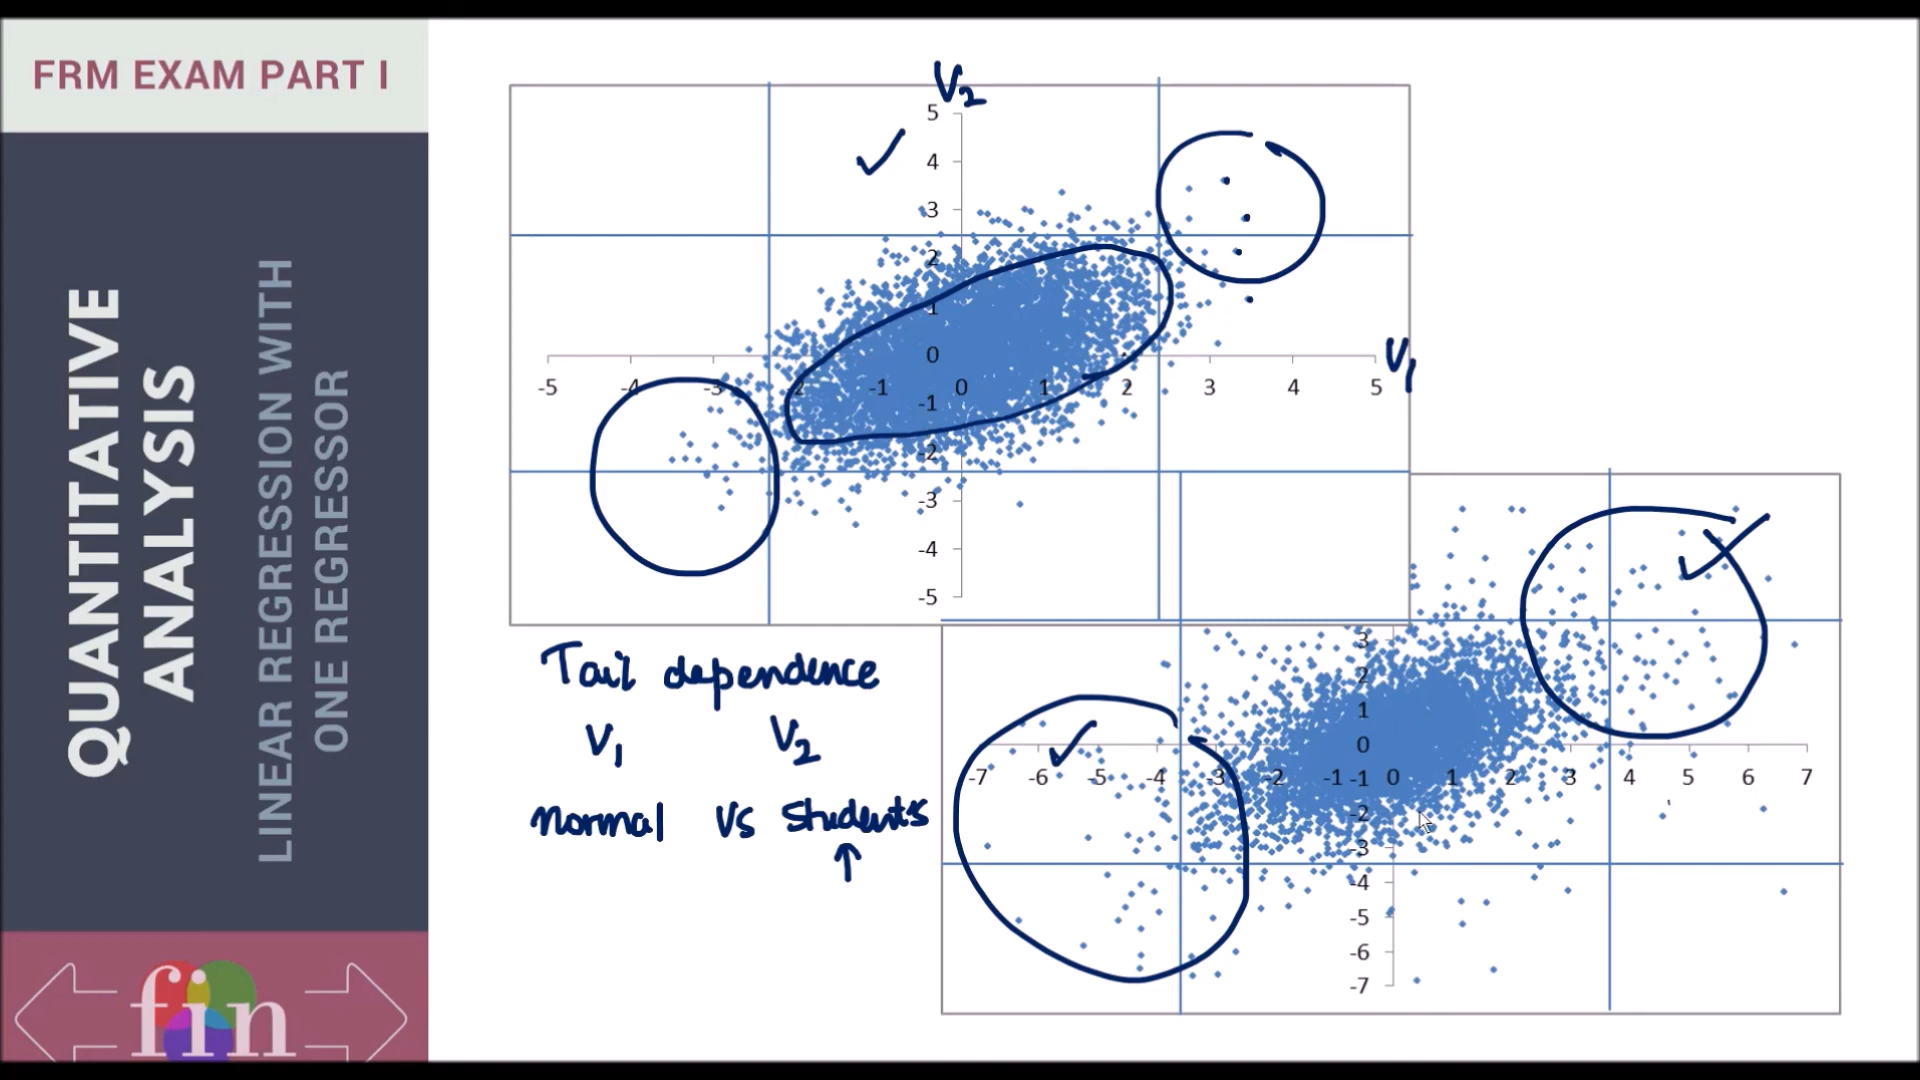 FRM EXAM PART I
QUANTITATIVE
ANALYSIS
LINEAR REGRESSION WITH
ONE REGRESSOR
fin
V2
5
4
3
2
1
0
-1
-2
-3
-4
-5
-5 -4 -3 -2 -1 0 1 2 3 4 5
V1
Tail dependence
V1 V2
normal vs student's
3
2
1
0
-1
-2
-3
-4
-5
-6
-7
-7 -6 -5 -4 -3 -2 -1 0 1 2 3 4 5 6 7